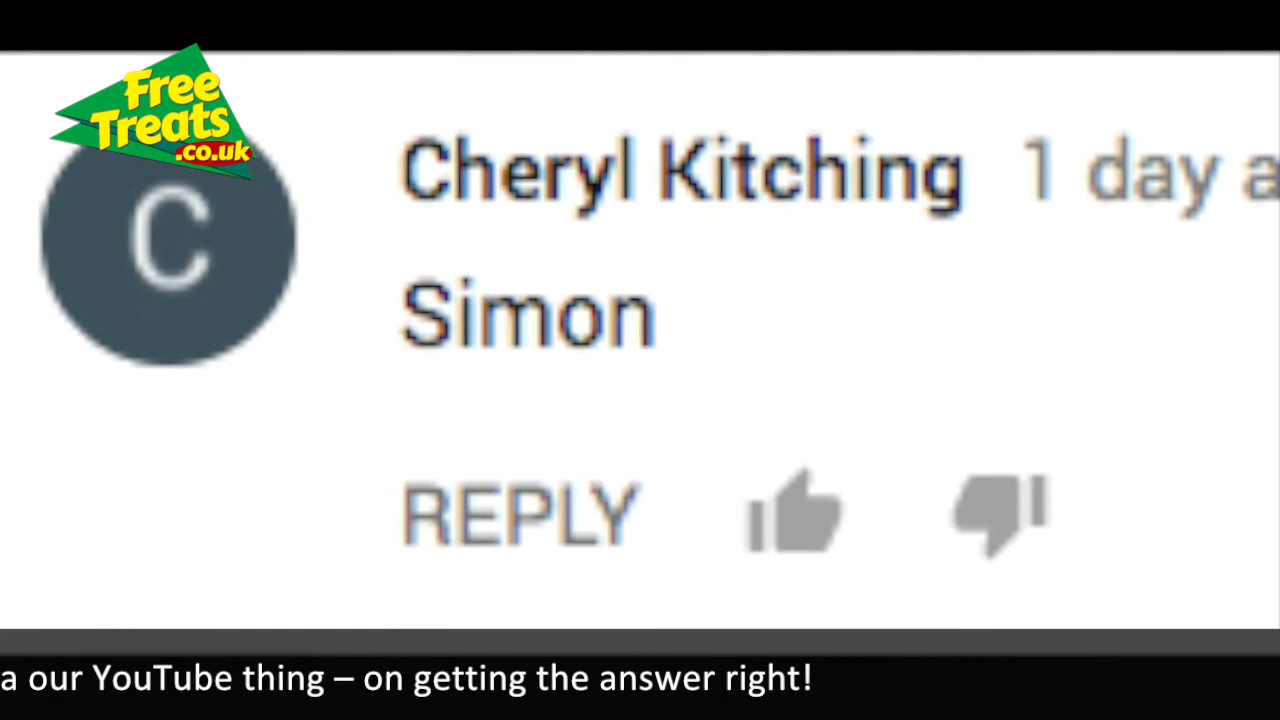 Free
Treats
.co.uk
C
Cheryl Kitching 1 day a
Simon
REPLY
a our YouTube thing – on getting the answer right!